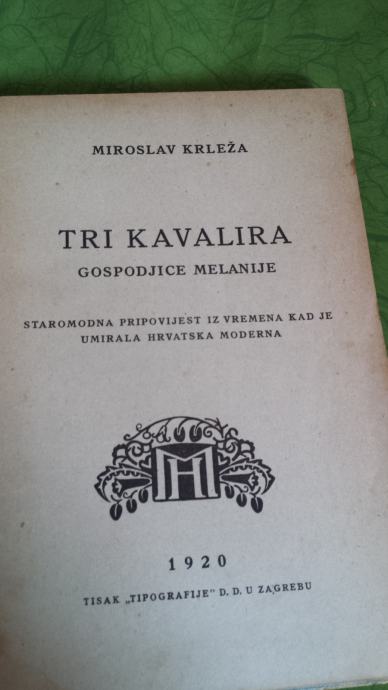 MIROSLAV KRLEŽA
TRI KAVALIRA
GOSPODJICE MELANIJE
STAROMODNA PRIPOVIJEST IZ VREMENA KAD JE
UMIRALA HRVATSKA MODERNA
MH
1920
TISAK „TIPOGRAFIJE" D. D. U ZAGREBU